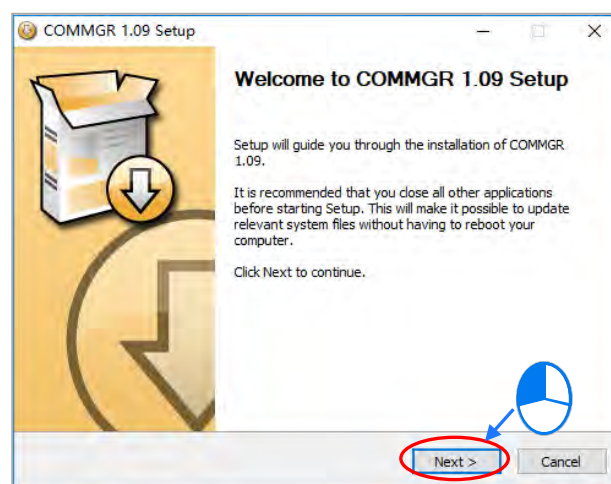 COMMGR 1.09 Setup
Welcome to COMMGR 1.09 Setup
Setup will guide you through the installation of COMMGR
1.09.
It is recommended that you close all other applications
before starting Setup. This will make it possible to update
relevant system files without having to reboot your
computer.
Click Next to continue.
Next >
Cancel